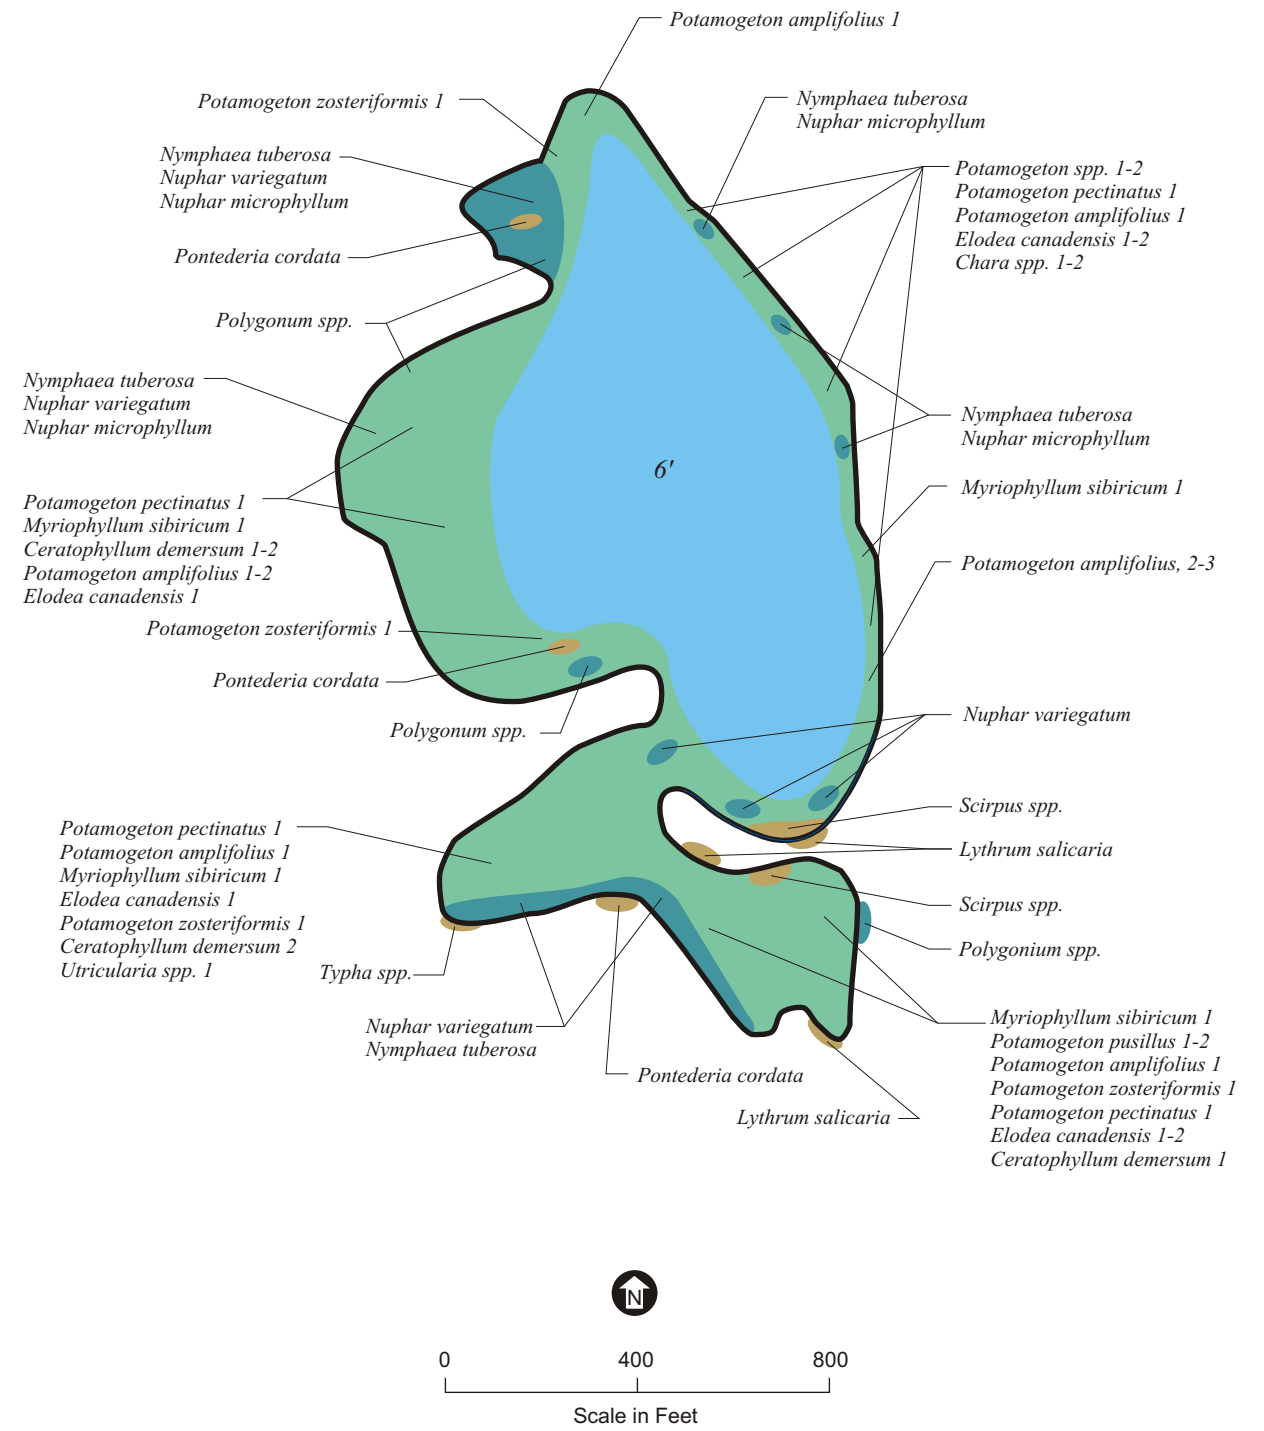 Potamogeton amplifolius 1
Potamogeton zosteriformis 1
Nymphaea tuberosa
Nuphar microphyllum
Nymphaea tuberosa
Nuphar variegatum
Nuphar microphyllum
Potamogeton spp. 1-2
Potamogeton pectinatus 1
Potamogeton amplifolius 1
Elodea canadensis 1-2
Chara spp. 1-2
Pontederia cordata
Polygonum spp.
Nymphaea tuberosa
Nuphar variegatum
Nuphar microphyllum
Nymphaea tuberosa
Nuphar microphyllum
6'
Myriophyllum sibiricum 1
Potamogeton pectinatus 1
Myriophyllum sibiricum 1
Ceratophyllum demersum 1-2
Potamogeton amplifolius 1-2
Elodea canadensis 1
Potamogeton amplifolius, 2-3
Potamogeton zosteriformis 1
Pontederia cordata
Polygonum spp.
Nuphar variegatum
Scirpus spp.
Lythrum salicaria
Potamogeton pectinatus 1
Potamogeton amplifolius 1
Myriophyllum sibiricum 1
Elodea canadensis 1
Potamogeton zosteriformis 1
Ceratophyllum demersum 2
Utricularia spp. 1
Scirpus spp.
Polygonium spp.
Typha spp.
Nuphar variegatum
Nymphaea tuberosa
Pontederia cordata
Lythrum salicaria
Myriophyllum sibiricum 1
Potamogeton pusillus 1-2
Potamogeton amplifolius 1
Potamogeton zosteriformis 1
Potamogeton pectinatus 1
Elodea canadensis 1-2
Ceratophyllum demersum 1
N
0 400 800
Scale in Feet